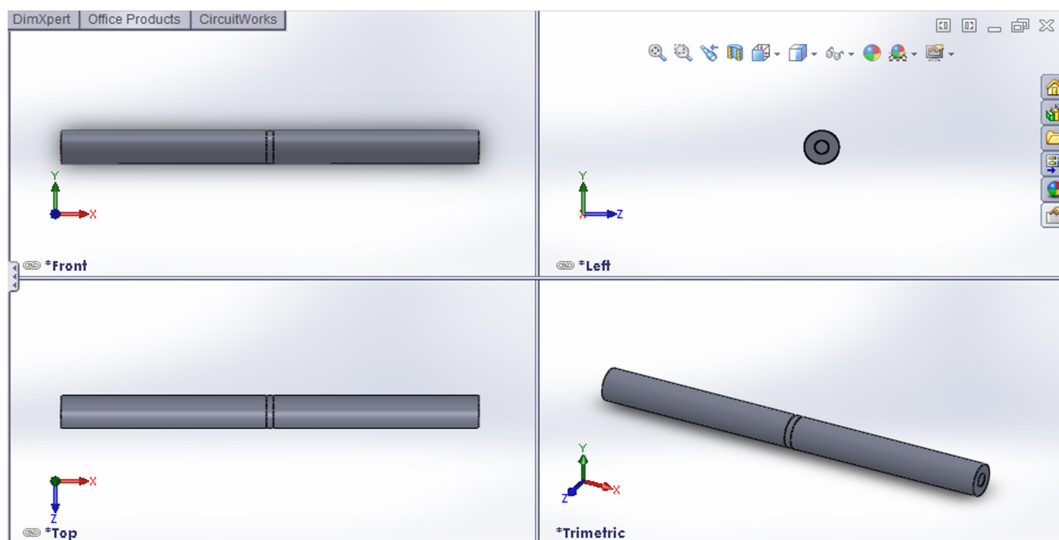 DimXpert Office Products CircuitWorks
Y
X
*Front
Y
X Z
*Left
X
Z
*Top
Y
Z X
*Trimetric